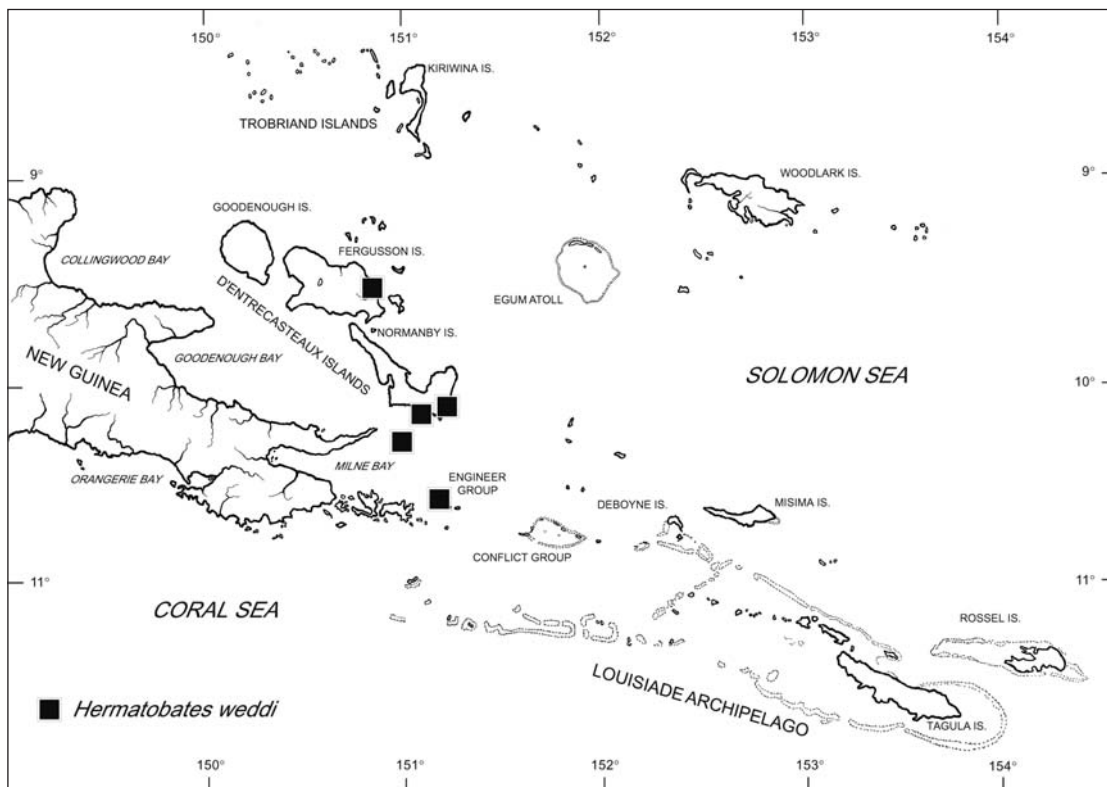 150° 151° 152° 153° 154°
KIRIWINA IS.
TROBRIAND ISLANDS
9° 9°
WOODLARK IS.
GOODENOUGH IS.
FERGUSSON IS.
COLLINGWOOD BAY
EGUM ATOLL
D'ENTRECASTEAUX ISLANDS
NORMANBY IS.
GOODENOUGH BAY
NEW GUINEA
SOLOMON SEA
10°
MILNE BAY
ORANGERIE BAY
ENGINEER
GROUP
DEBOYNE IS.
MISIMA IS.
CONFLICT GROUP
11° 11°
CORAL SEA
ROSSEL IS.
LOUISIADE ARCHIPELAGO
Hermatobates weddi
TAGULA IS.
150° 151° 152° 153° 154°